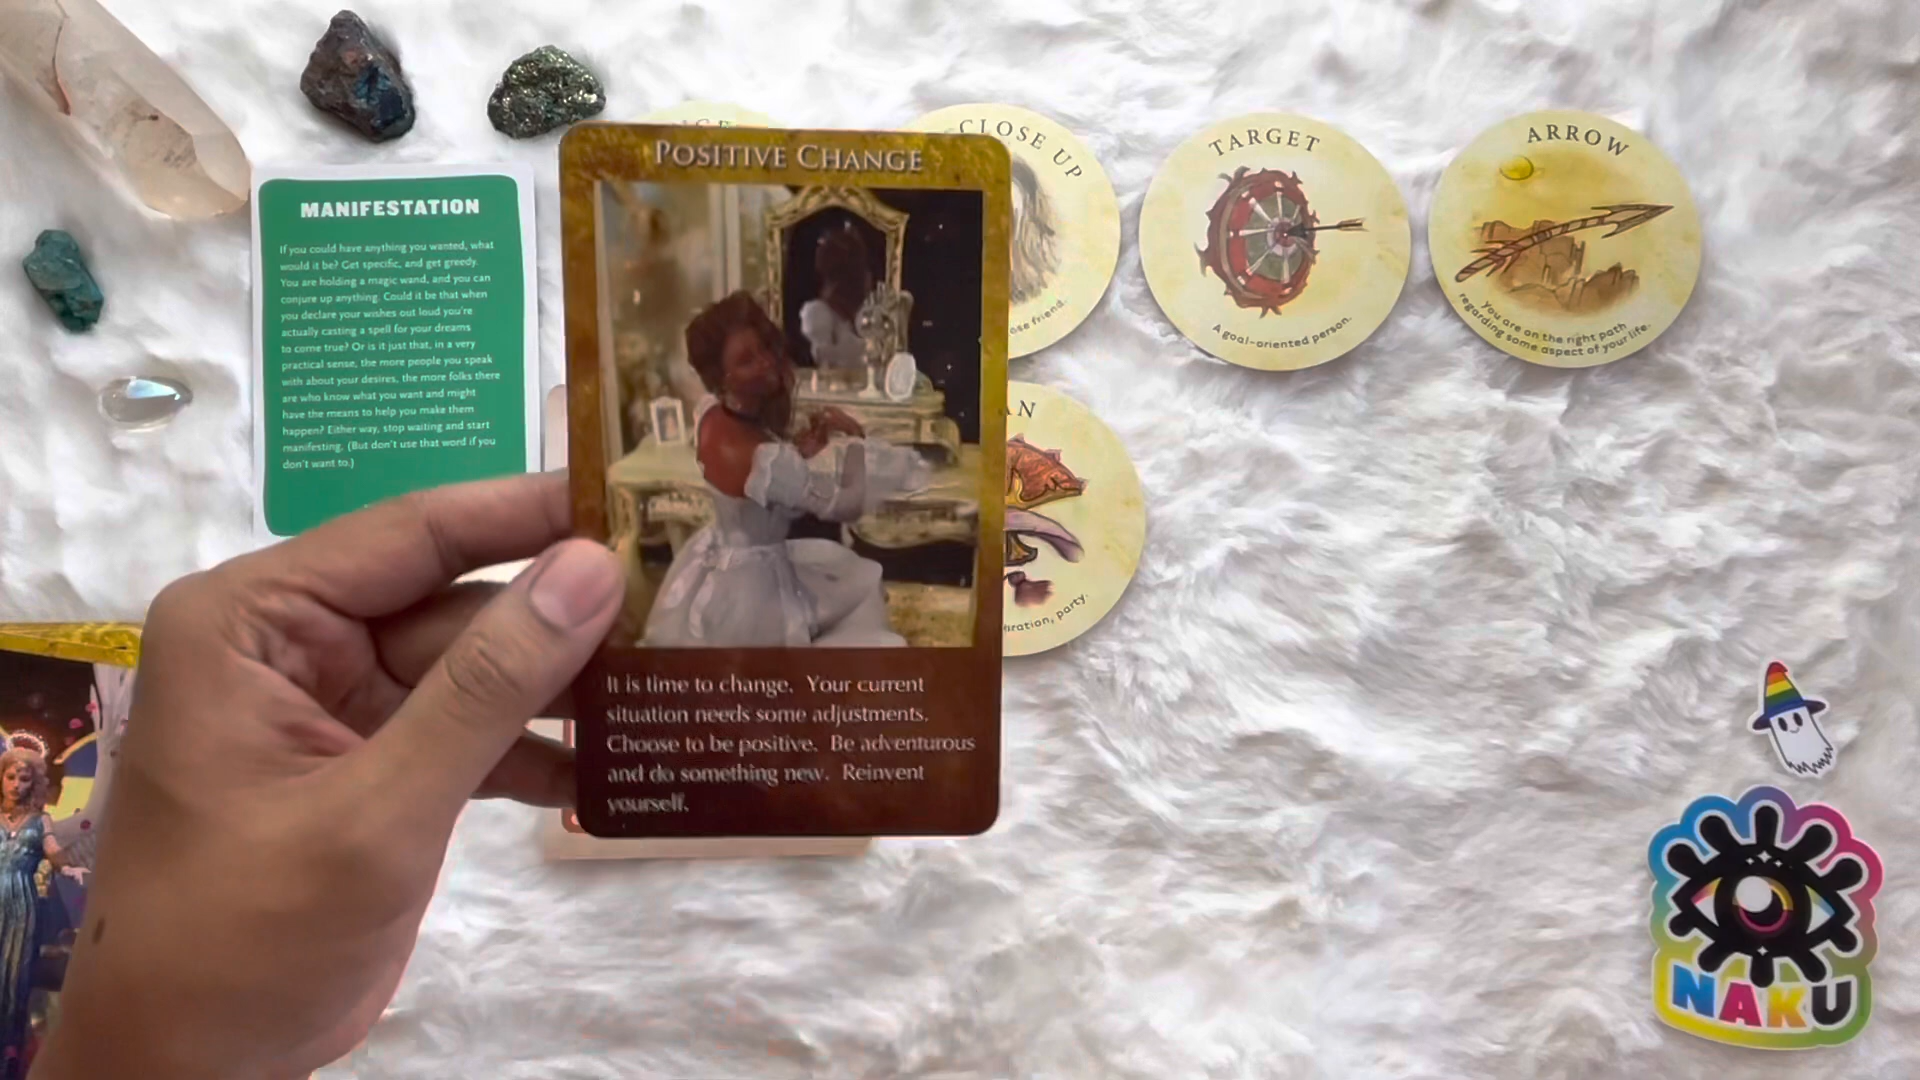 MANIFESTATION
If you could have anything you wanted, what
would it be? Get specific, and get greedy.
You are holding a magic wand, and you can
conjure up anything. Could it be that when
you declare your wishes out loud you're
actually casting a spell for your dreams
to come true? Or is it just that, in a very
practical sense, the more people you speak
with about your desires, the more folks there
are who know what you want and might
have the means to help you make them
happen? Either way, stop waiting and start
manifesting. (But don't use that word if you
don't want to.)
POSITIVE CHANGE
It is time to change. Your current
situation needs some adjustments.
Choose to be positive. Be adventurous
and do something new. Reinvent
yourself.
CLOSE UP
friend.
TARGET
A goal-oriented person.
ARROW
You are on the right path
regarding some aspect of your life.
party.
NAKU